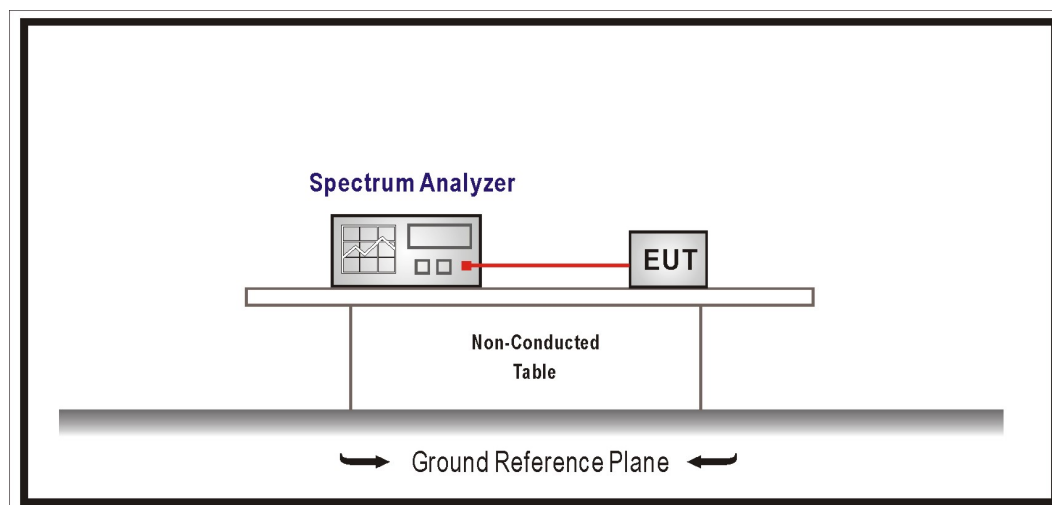 Spectrum Analyzer
EUT
Non-Conducted
Table
Ground Reference Plane